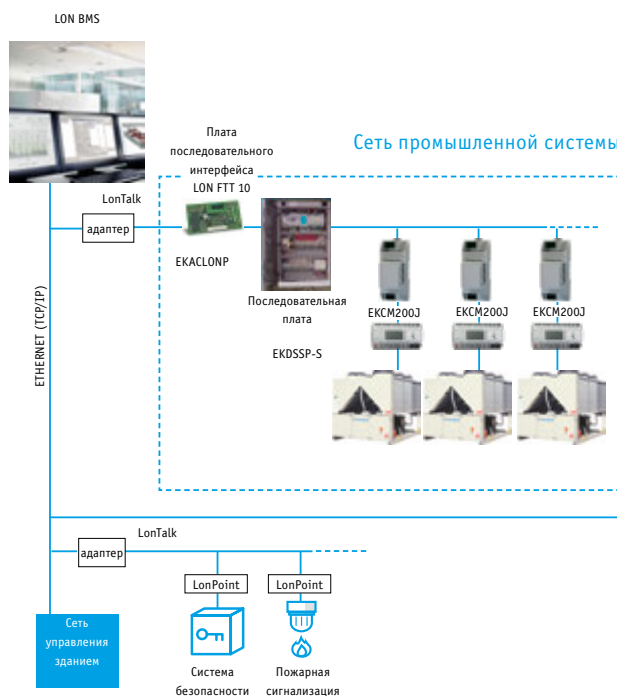 LON BMS
Плата
последовательного
интерфейса
LON FTT 10
Сеть промышленной системы
LonTalk
адаптер
EKACLONP
Последовательная
плата
EKDSSP-S
EKCM200J
EKCM200J
EKCM200J
ETHERNET (TCP/IP)
LonTalk
адаптер
LonPoint
LonPoint
Сеть
управления
зданием
Система
безопасности
Пожарная
сигнализация